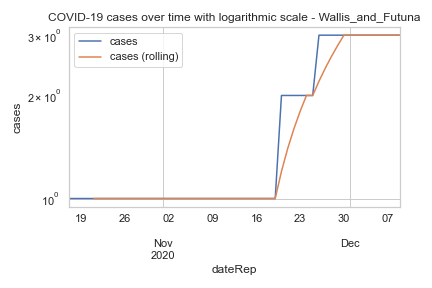 COVID-19 cases over time with logarithmic scale - Wallis_and_Futuna
cases
cases (rolling)
3 × 10⁰
2 × 10⁰
10⁰
cases
19 26 02 09 16 23 30 07
Nov Dec
2020
dateRep